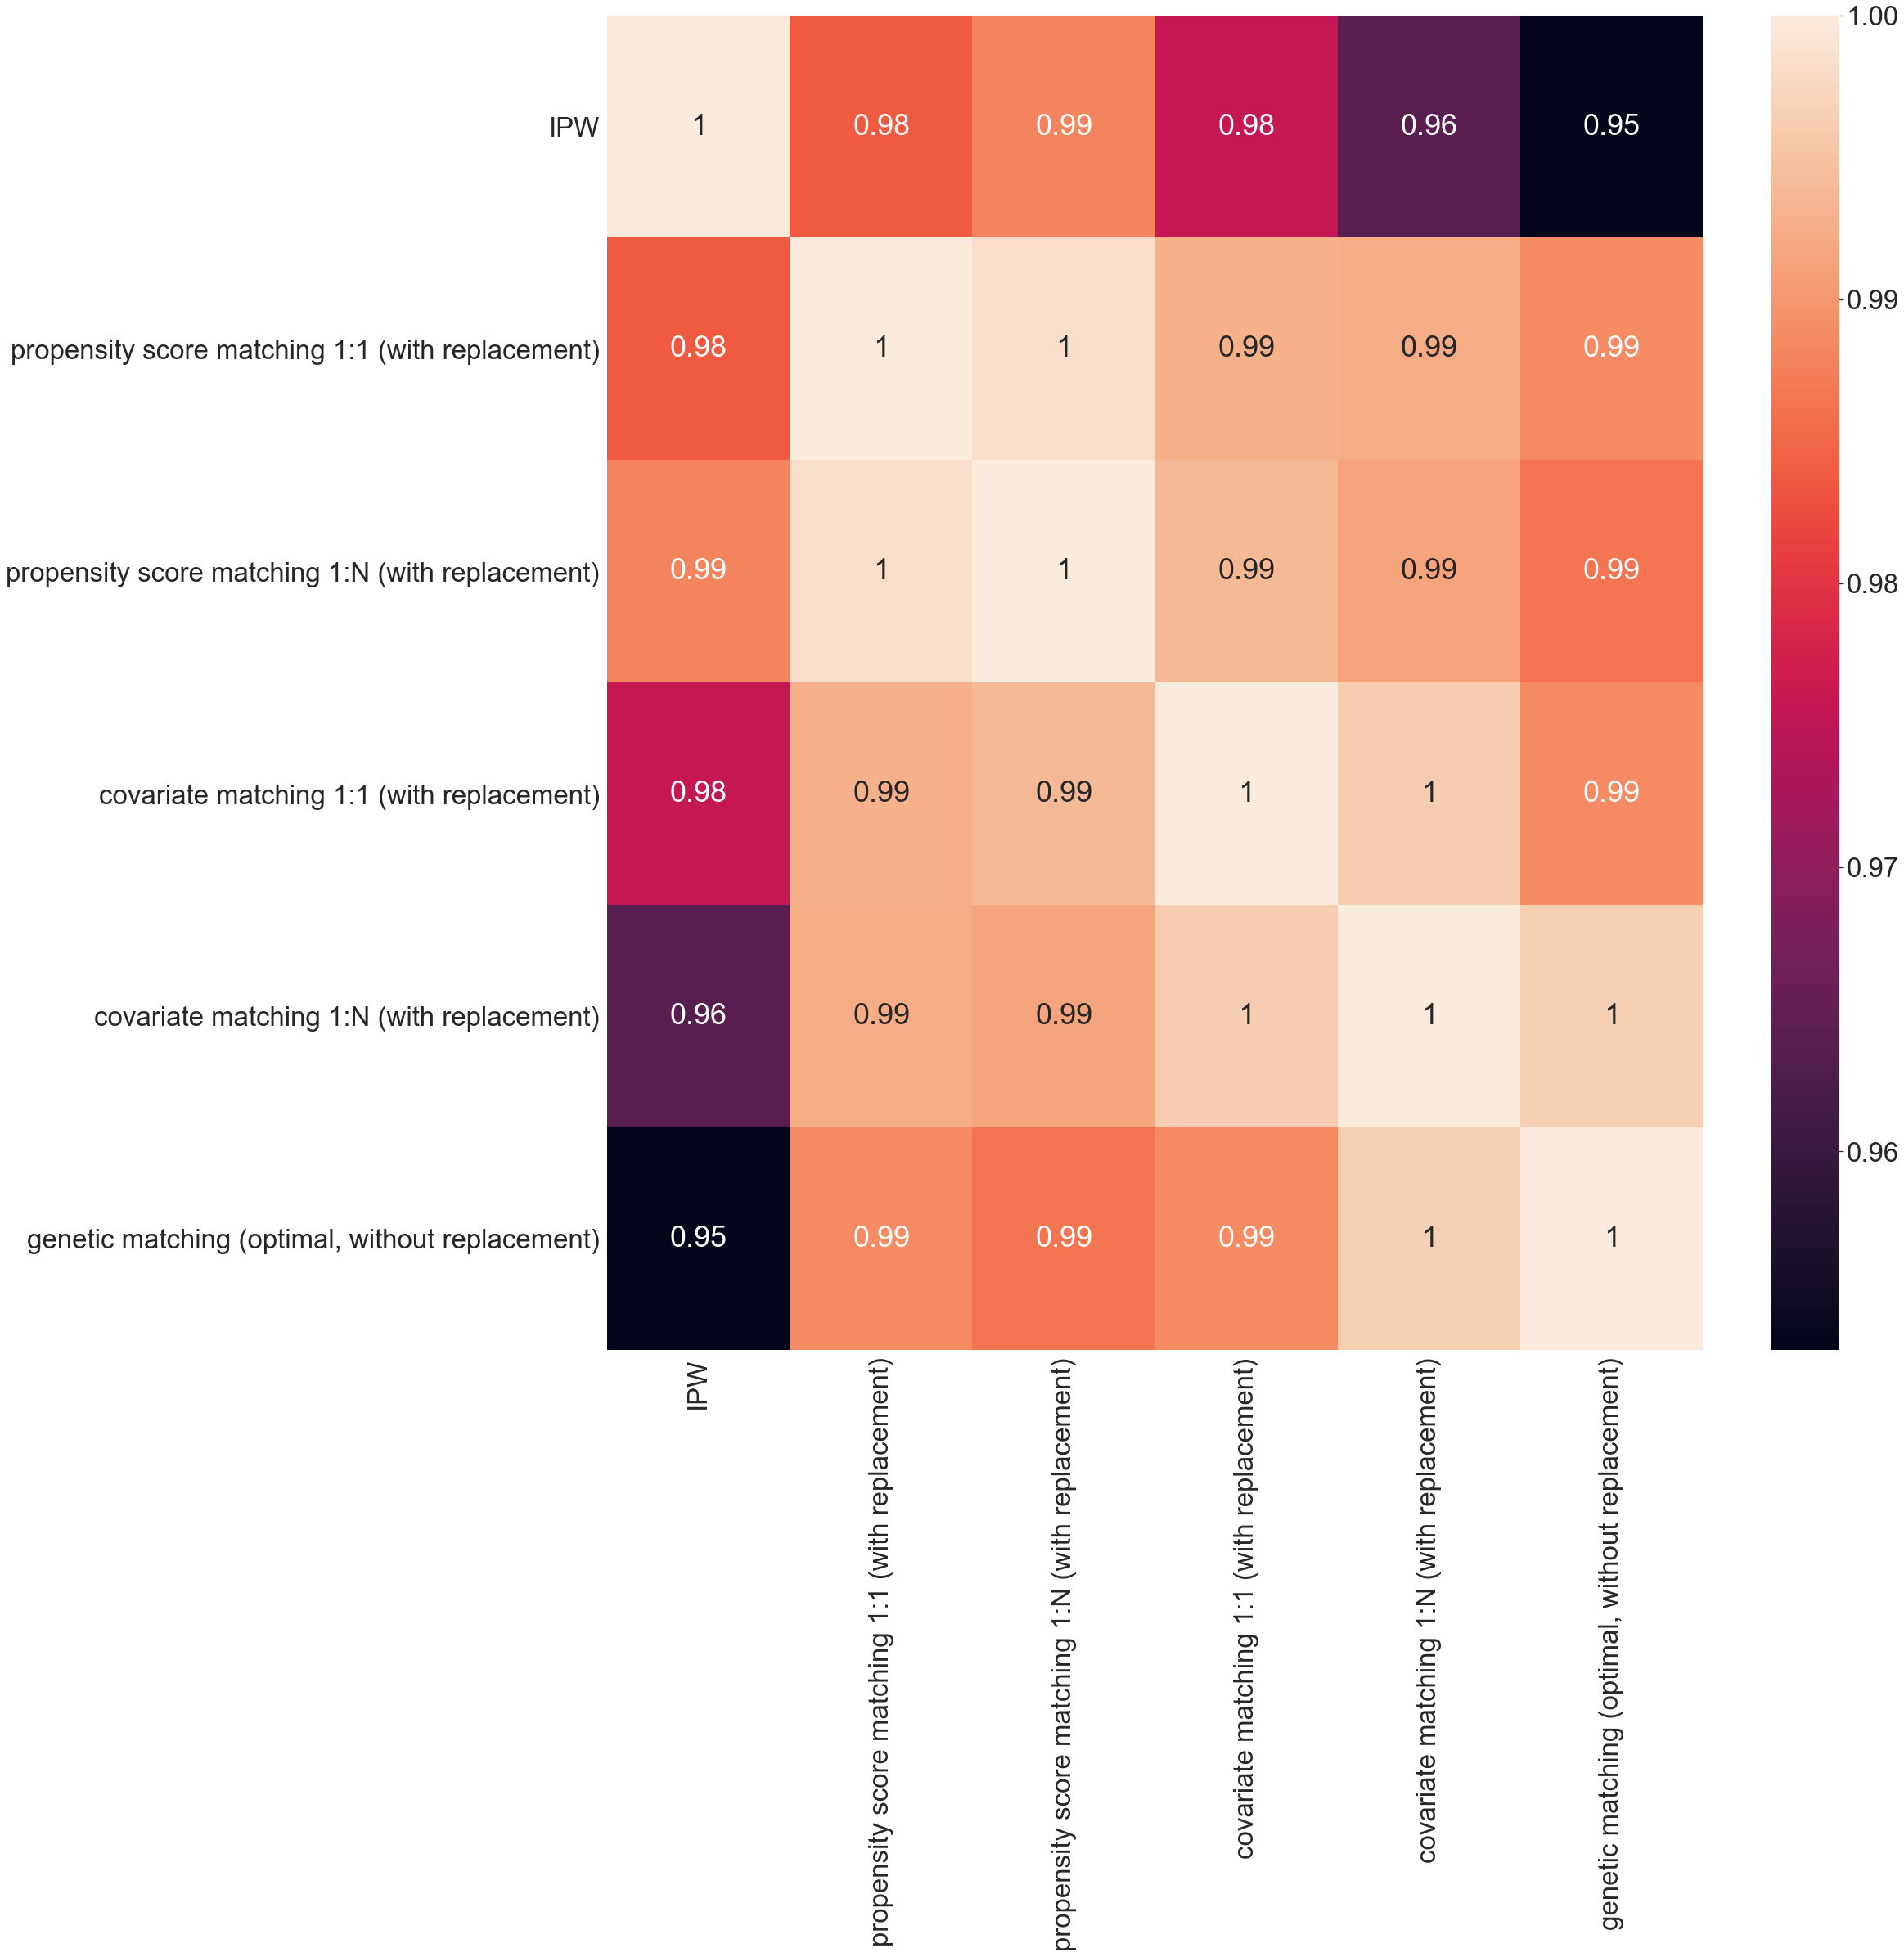 1.00
IPW 1 0.98 0.99 0.98 0.96 0.95
0.99
propensity score matching 1:1 (with replacement) 0.98 1 1 0.99 0.99 0.99
propensity score matching 1:N (with replacement) 0.99 1 1 0.99 0.99 0.99
0.98
covariate matching 1:1 (with replacement) 0.98 0.99 0.99 1 1 0.99
0.97
covariate matching 1:N (with replacement) 0.96 0.99 0.99 1 1 1
0.96
genetic matching (optimal, without replacement) 0.95 0.99 0.99 0.99 1 1
IPW
propensity score matching 1:1 (with replacement)
propensity score matching 1:N (with replacement)
covariate matching 1:1 (with replacement)
covariate matching 1:N (with replacement)
genetic matching (optimal, without replacement)